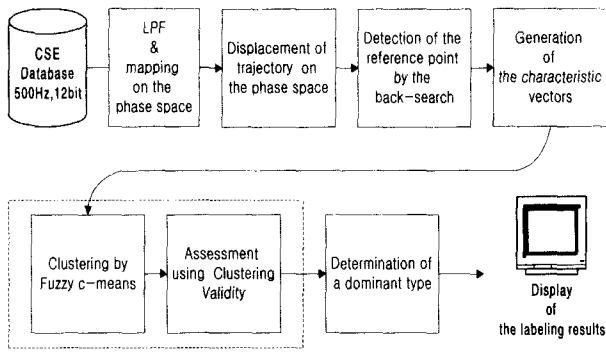 CSE
Database
500Hz,12bit
LPF
&
mapping
on the
phase space
Displacement of
trajectory on
the phase space
Detection of the
reference point
by the
back-search
Generation
of
the characteristic
vectors
Clustering by
Fuzzy c-means
Assessment
using Clustering
Validity
Determination of
a dominant type
Display
of
the labeling results